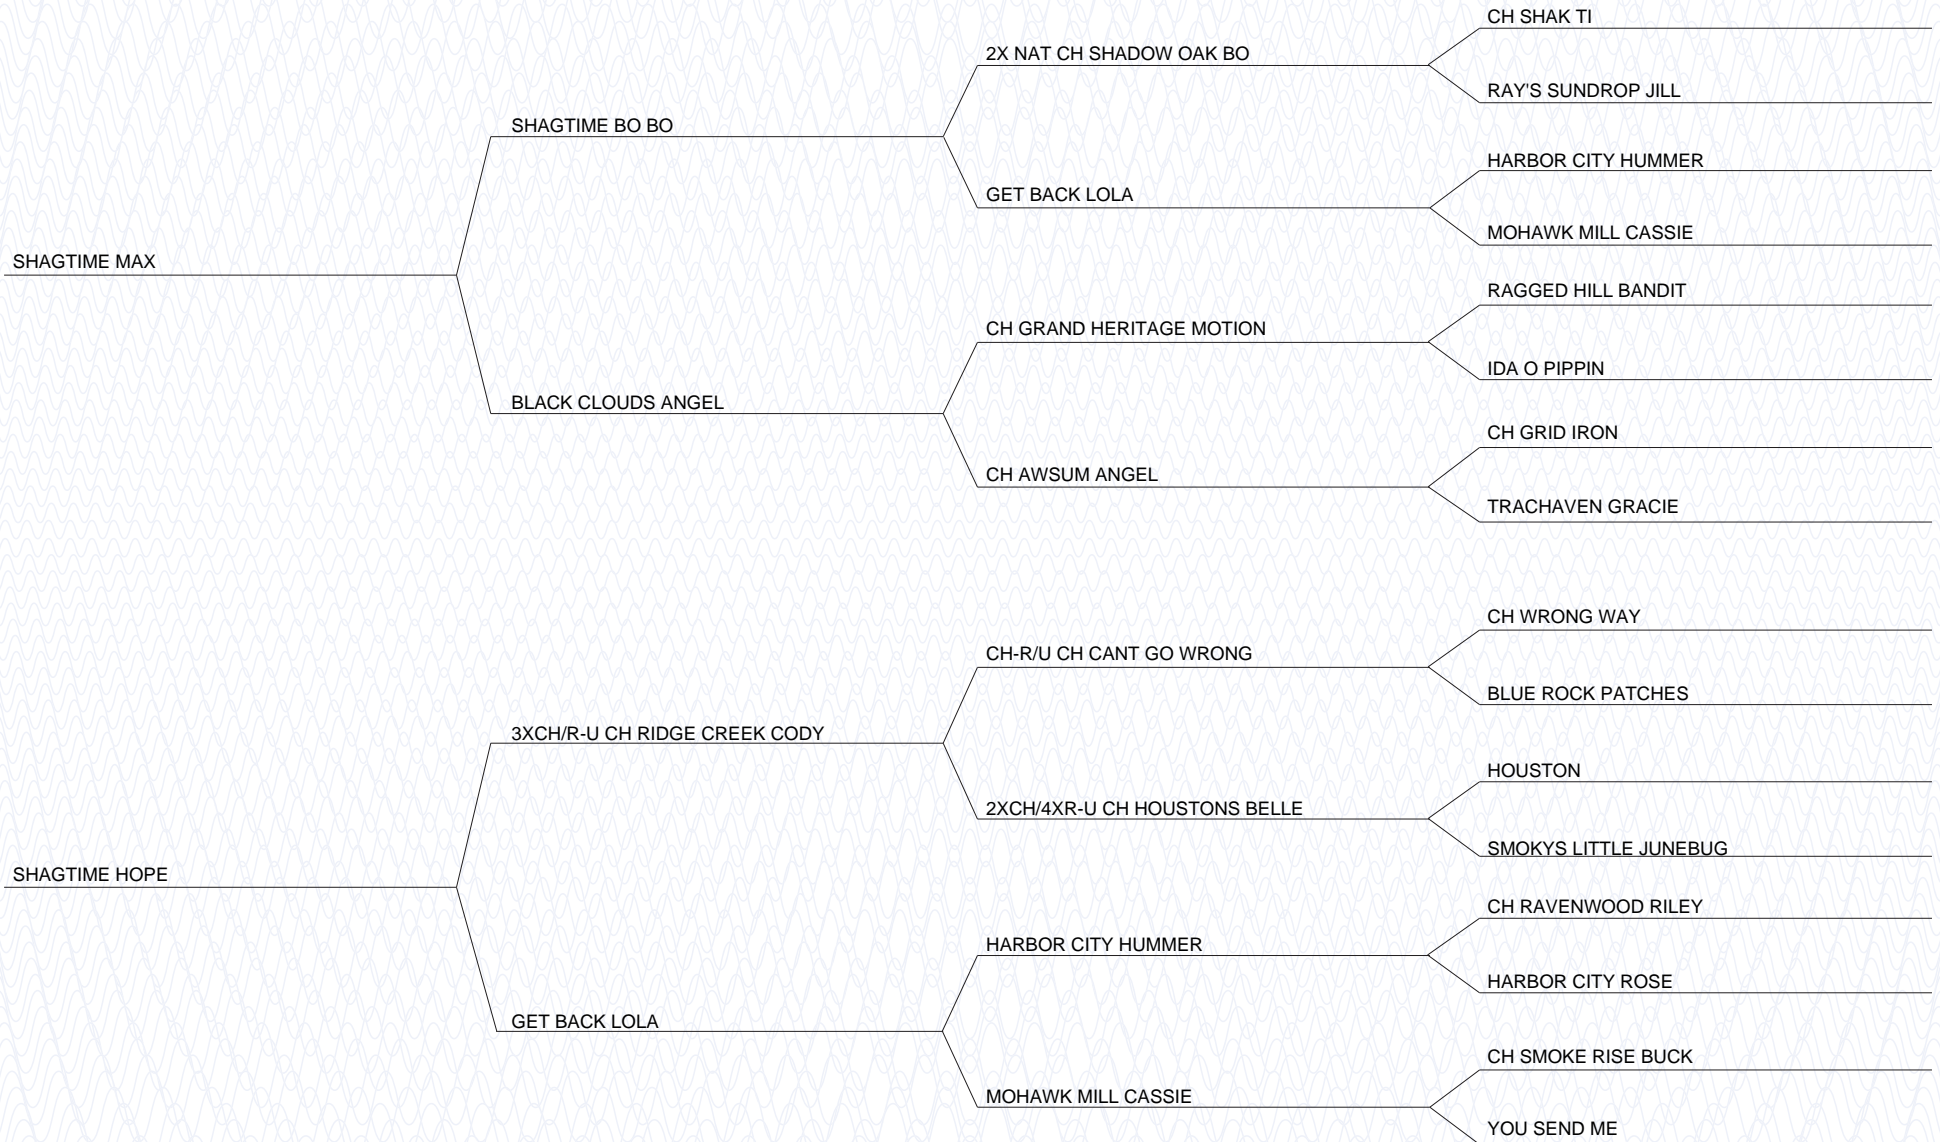 CH SHAK TI
2X NAT CH SHADOW OAK BO
RAY'S SUNDROP JILL
SHAGTIME BO BO
HARBOR CITY HUMMER
GET BACK LOLA
MOHAWK MILL CASSIE
SHAGTIME MAX
RAGGED HILL BANDIT
CH GRAND HERITAGE MOTION
IDA O PIPPIN
BLACK CLOUDS ANGEL
CH GRID IRON
CH AWSUM ANGEL
TRACHAVEN GRACIE
CH WRONG WAY
CH-R/U CH CANT GO WRONG
BLUE ROCK PATCHES
3XCH/R-U CH RIDGE CREEK CODY
HOUSTON
2XCH/4XR-U CH HOUSTONS BELLE
SMOKYS LITTLE JUNEBUG
SHAGTIME HOPE
CH RAVENWOOD RILEY
HARBOR CITY HUMMER
HARBOR CITY ROSE
GET BACK LOLA
CH SMOKE RISE BUCK
MOHAWK MILL CASSIE
YOU SEND ME